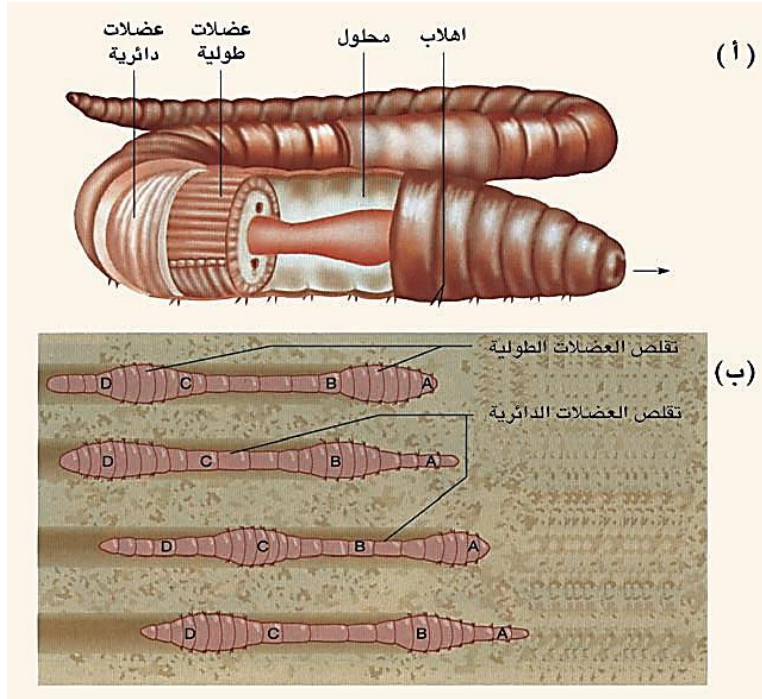 (أ)
اهلاب
محلول
عضلات
طولية
عضلات
دائرية
(ب)
تقلص العضلات الطولية
D C B A
تقلص العضلات الدائرية
D C B A
D C B A
D C B A